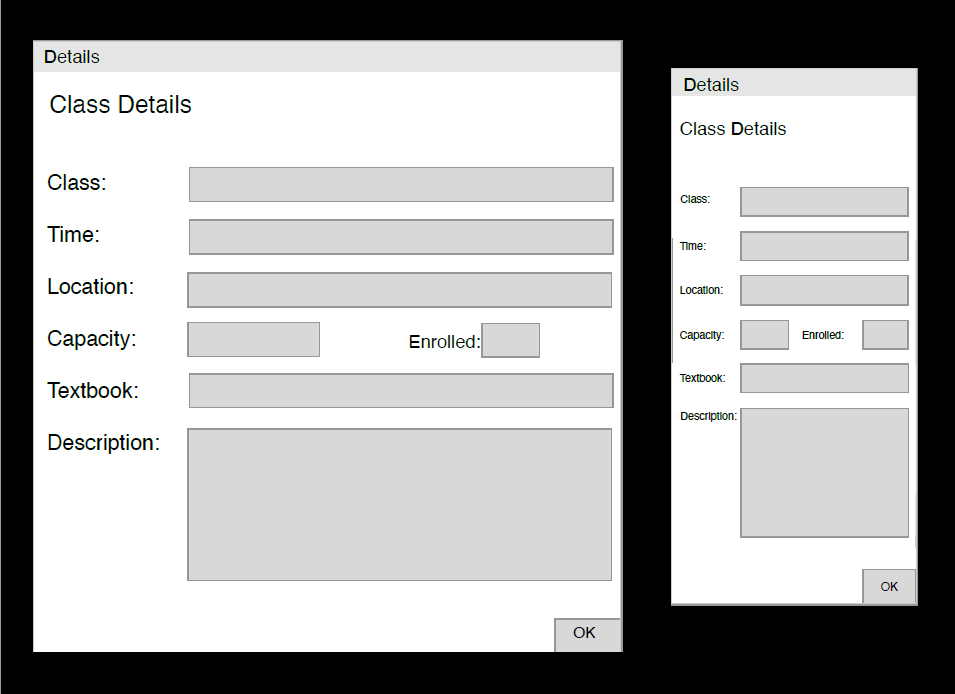 Details
Class Details
Class:
Time:
Location:
Capacity: Enrolled:
Textbook:
Description:
OK
Details
Class Details
Class:
Time:
Location:
Capacity: Enrolled:
Textbook:
Description:
OK